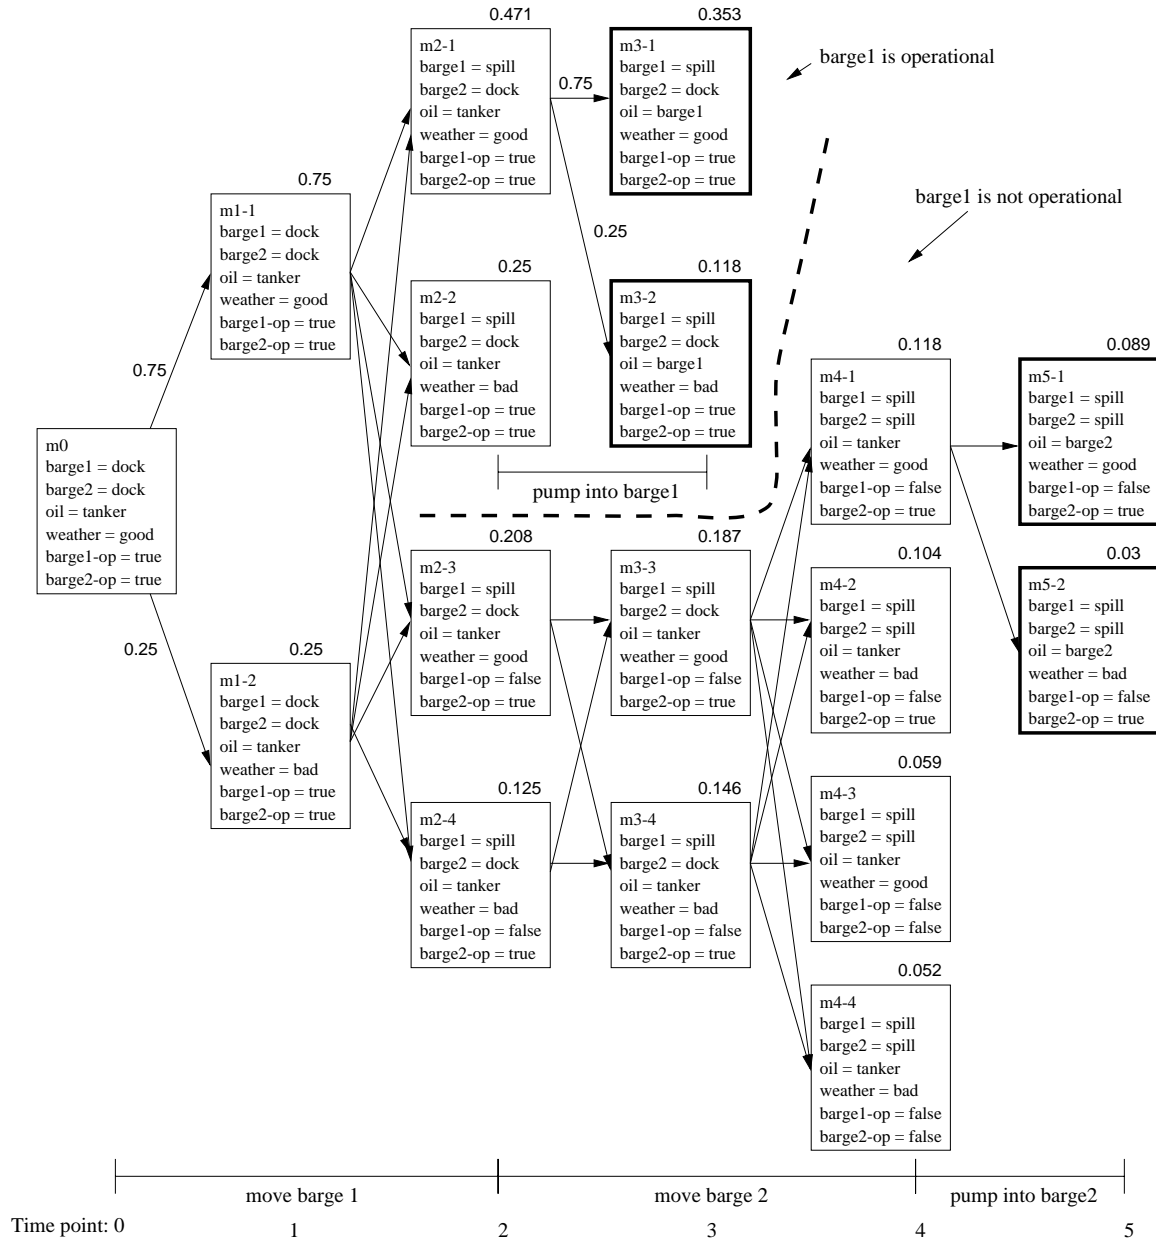 0.75
0.25
m0
barge1 = dock
barge2 = dock
oil = tanker
weather = good
barge1-op = true
barge2-op = true
0.75
m1-1
barge1 = dock
barge2 = dock
oil = tanker
weather = good
barge1-op = true
barge2-op = true
0.25
m1-2
barge1 = dock
barge2 = dock
oil = tanker
weather = bad
barge1-op = true
barge2-op = true
0.471
m2-1
barge1 = spill
barge2 = dock
oil = tanker
weather = good
barge1-op = true
barge2-op = true
0.75
0.25
0.25
m2-2
barge1 = spill
barge2 = dock
oil = tanker
weather = bad
barge1-op = true
barge2-op = true
0.208
m2-3
barge1 = spill
barge2 = dock
oil = tanker
weather = good
barge1-op = false
barge2-op = true
0.125
m2-4
barge1 = spill
barge2 = dock
oil = tanker
weather = bad
barge1-op = false
barge2-op = true
0.353
m3-1
barge1 = spill
barge2 = dock
oil = barge1
weather = good
barge1-op = true
barge2-op = true
0.118
m3-2
barge1 = spill
barge2 = dock
oil = barge1
weather = bad
barge1-op = true
barge2-op = true
pump into barge1
0.187
m3-3
barge1 = spill
barge2 = dock
oil = tanker
weather = good
barge1-op = false
barge2-op = true
0.146
m3-4
barge1 = spill
barge2 = dock
oil = tanker
weather = bad
barge1-op = false
barge2-op = true
barge1 is operational
barge1 is not operational
0.118
m4-1
barge1 = spill
barge2 = spill
oil = tanker
weather = good
barge1-op = false
barge2-op = true
0.104
m4-2
barge1 = spill
barge2 = spill
oil = tanker
weather = bad
barge1-op = false
barge2-op = true
0.059
m4-3
barge1 = spill
barge2 = spill
oil = tanker
weather = good
barge1-op = false
barge2-op = false
0.052
m4-4
barge1 = spill
barge2 = spill
oil = tanker
weather = bad
barge1-op = false
barge2-op = false
0.089
m5-1
barge1 = spill
barge2 = spill
oil = barge2
weather = good
barge1-op = false
barge2-op = true
0.03
m5-2
barge1 = spill
barge2 = spill
oil = barge2
weather = bad
barge1-op = false
barge2-op = true
move barge 1
move barge 2
pump into barge2
Time point: 0 1 2 3 4 5